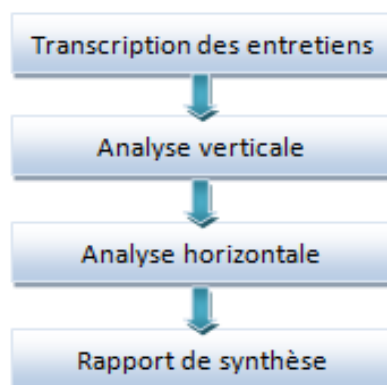 Transcription des entretiens
Analyse verticale
Analyse horizontale
Rapport de synthèse